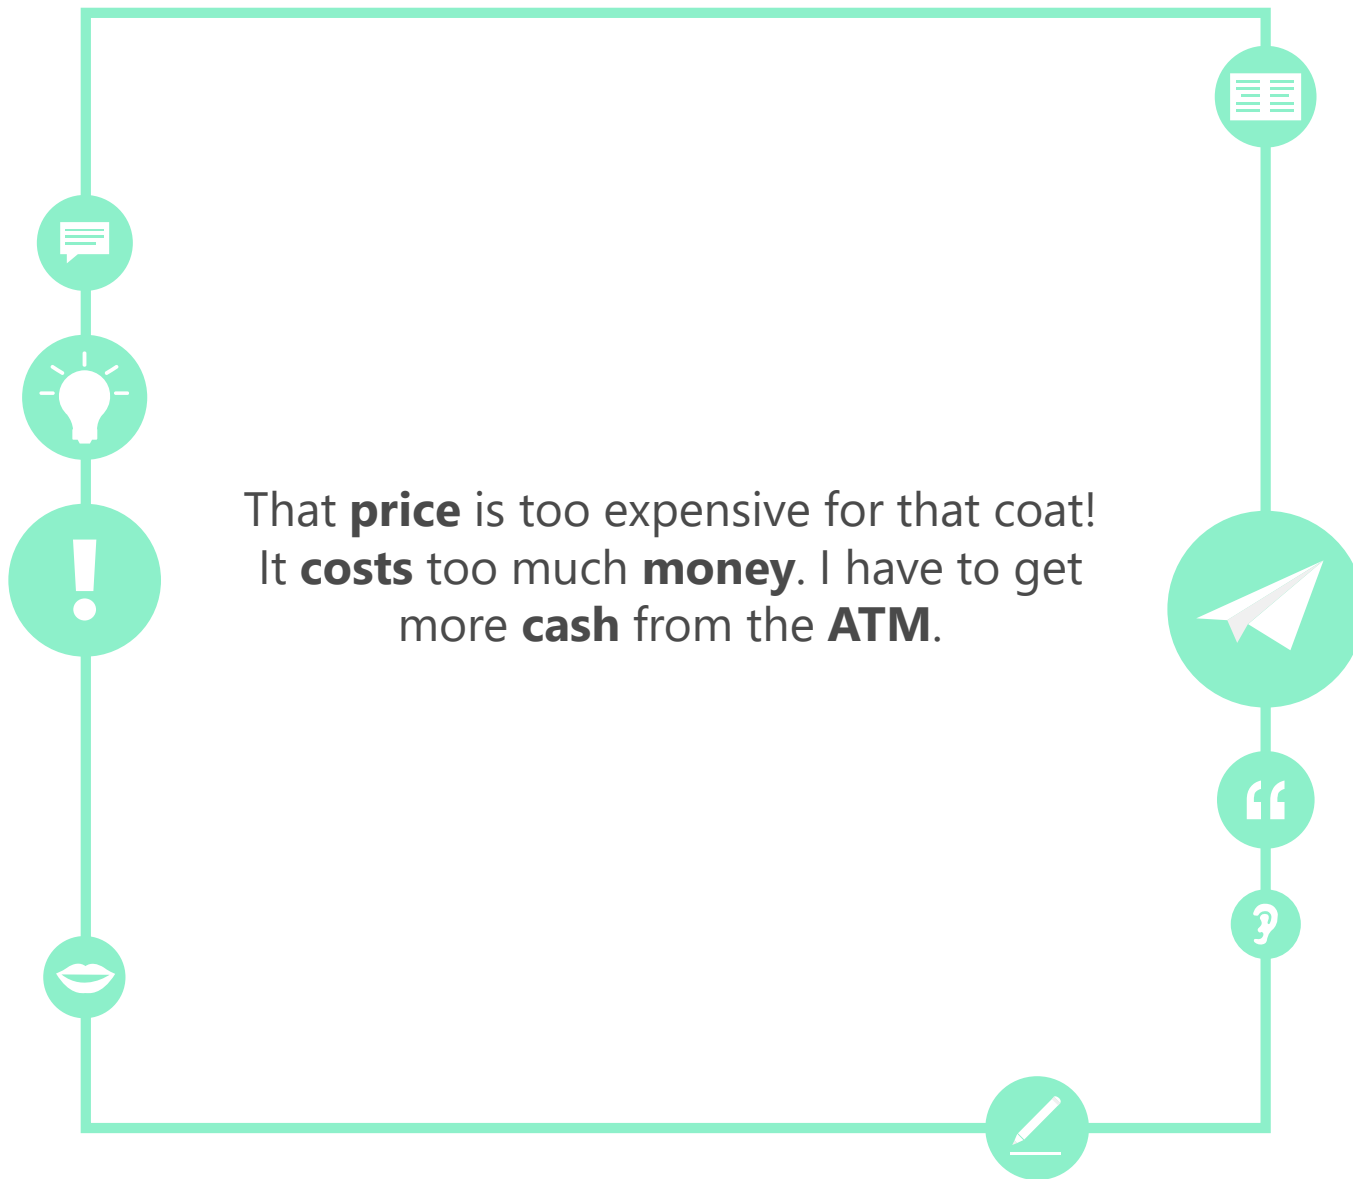 That price is too expensive for that coat!
It costs too much money. I have to get
more cash from the ATM.